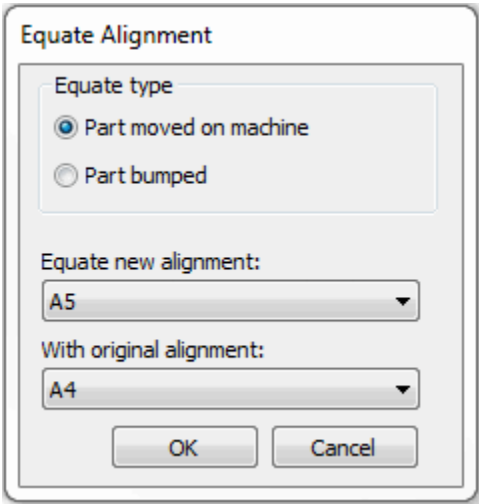 Equate Alignment
Equate type
Part moved on machine
Part bumped
Equate new alignment:
A5
With original alignment:
A4
OK Cancel